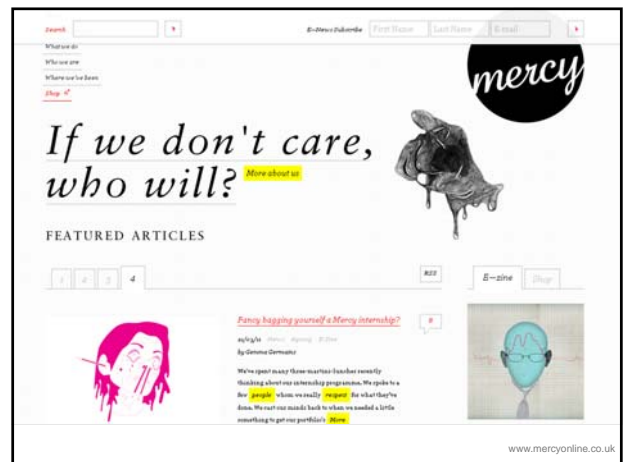 Search
E-News Subscribe First Name Last Name E-mail
What we do
Who we are
Where we've been
Shop
mercy
If we don't care,
who will? More about us
FEATURED ARTICLES
1 2 3 4
RSS
E-zine Shop
Fancy bagging yourself a Mercy internship?
by Gemma Germains
We've spent many three-martini-lunches recently
thinking about our internship programme. We spoke to a
few people whom we really respect for what they've
done. We cast our minds back to when we needed a little
something to get our portfolio's More
www.mercyonline.co.uk